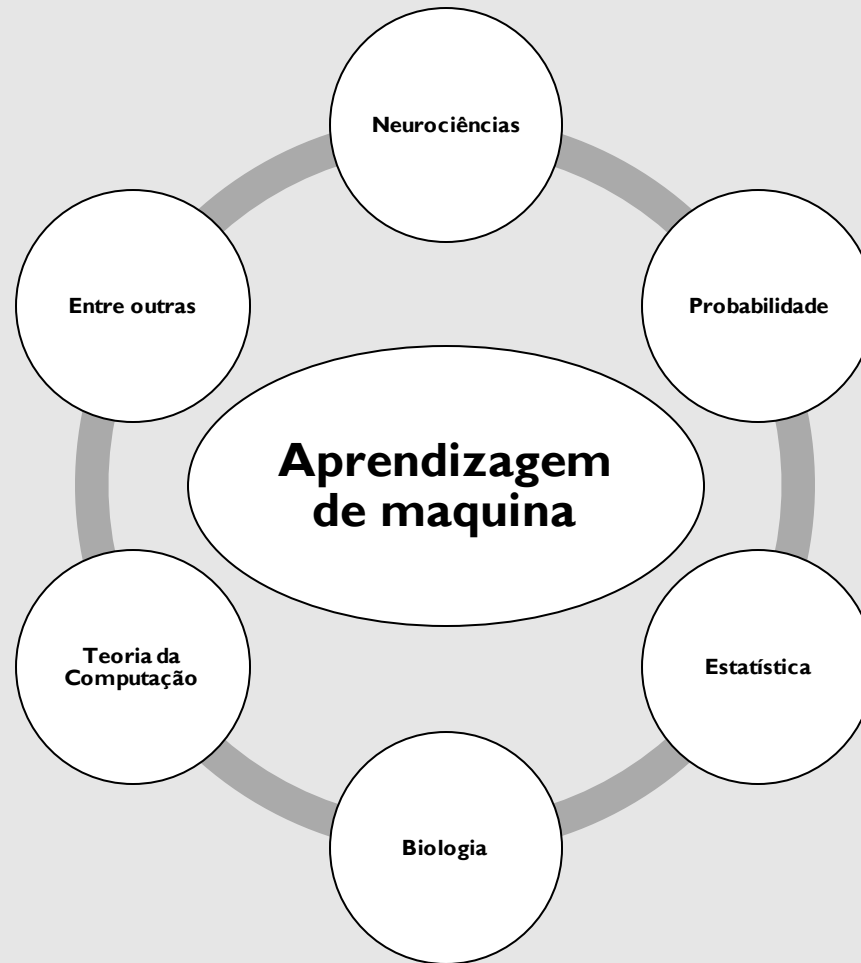 Neurociências
Entre outras
Probabilidade
Aprendizagem
de maquina
Teoria da
Computação
Estatística
Biologia